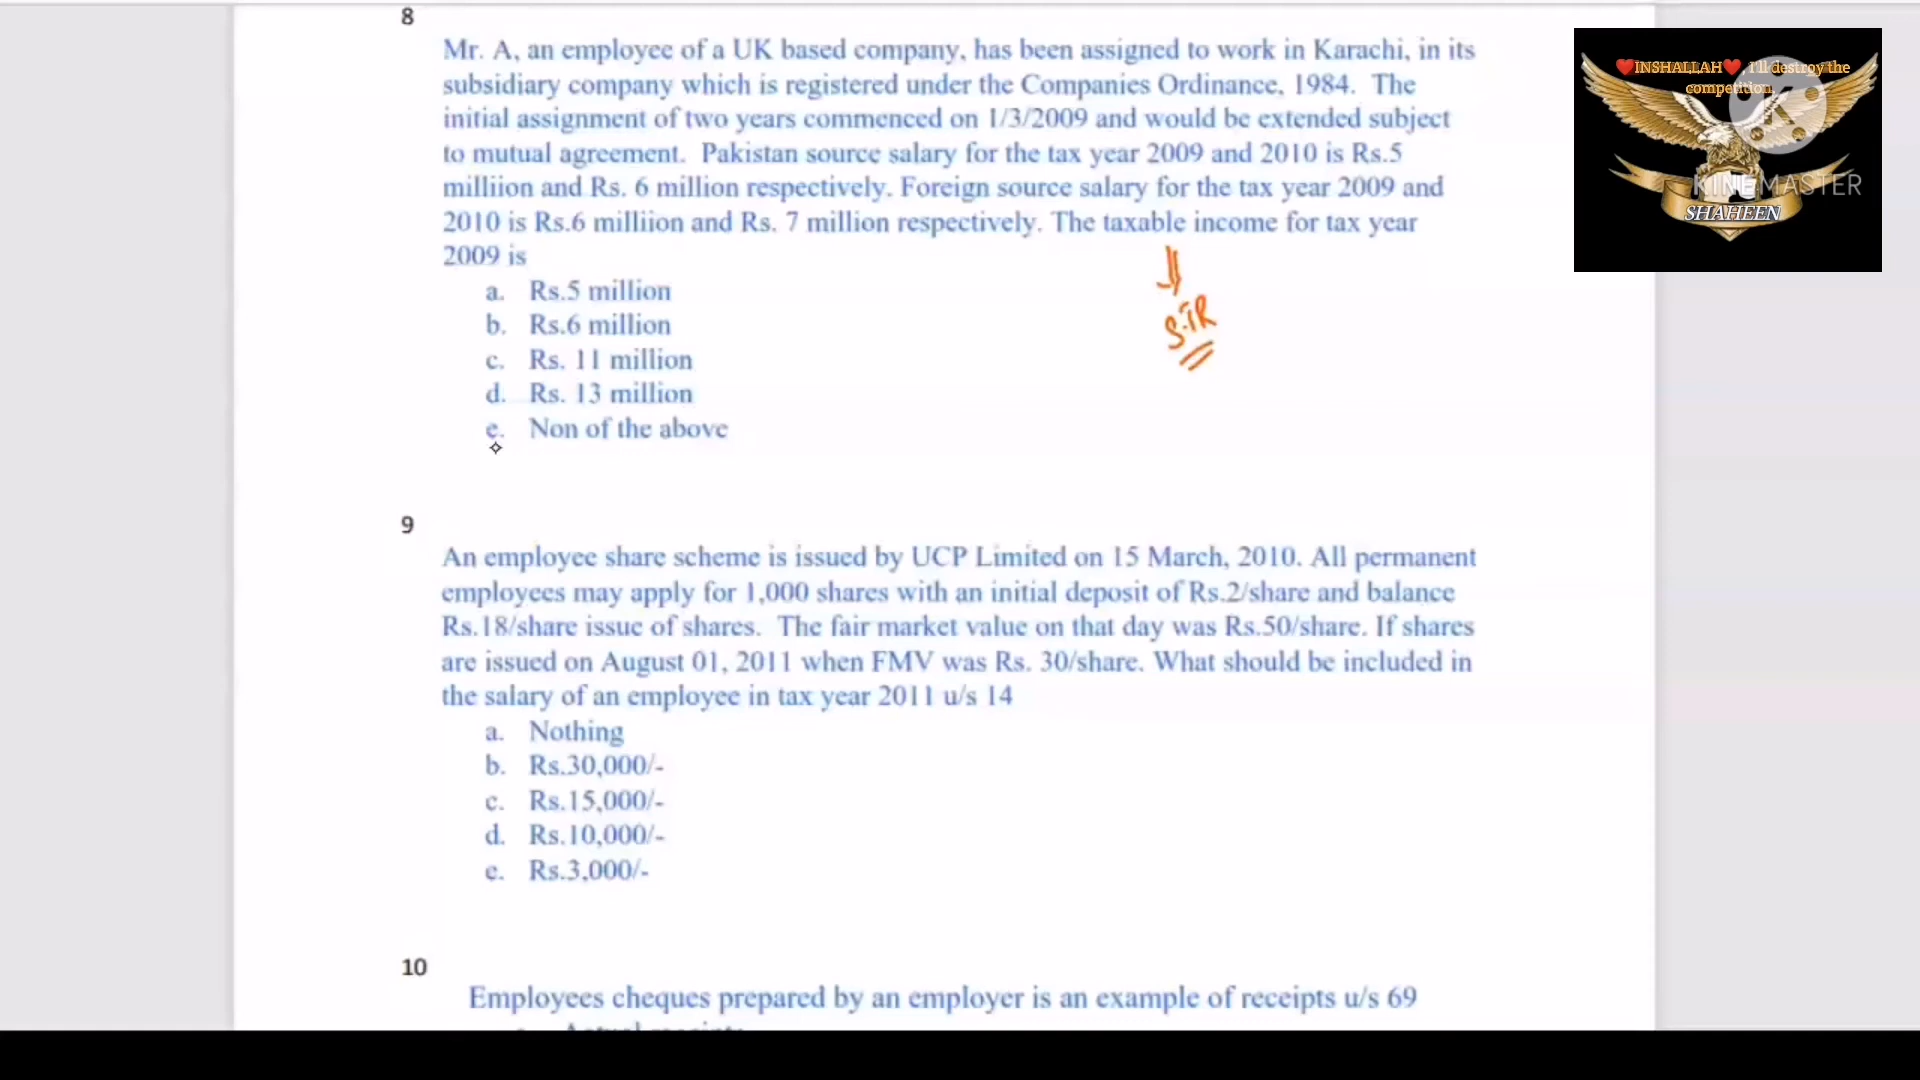 8
Mr. A, an employee of a UK based company, has been assigned to work in Karachi, in its
subsidiary company which is registered under the Companies Ordinance, 1984. The
initial assignment of two years commenced on 1/3/2009 and would be extended subject
to mutual agreement. Pakistan source salary for the tax year 2009 and 2010 is Rs.5
milliion and Rs. 6 million respectively. Foreign source salary for the tax year 2009 and
2010 is Rs.6 milliion and Rs. 7 million respectively. The taxable income for tax year
2009 is
a. Rs.5 million
b. Rs.6 million
c. Rs. 11 million
d. Rs. 13 million
e. Non of the above
S.TR
❤️INSHALLAH❤️, I'll destroy the
competition,
K
KINEMASTER
SHAHEEN
9
An employee share scheme is issued by UCP Limited on 15 March, 2010. All permanent
employees may apply for 1,000 shares with an initial deposit of Rs.2/share and balance
Rs.18/share issue of shares. The fair market value on that day was Rs.50/share. If shares
are issued on August 01, 2011 when FMV was Rs. 30/share. What should be included in
the salary of an employee in tax year 2011 u/s 14
a. Nothing
b. Rs.30,000/-
c. Rs.15,000/-
d. Rs.10,000/-
e. Rs.3,000/-
10
Employees cheques prepared by an employer is an example of receipts u/s 69